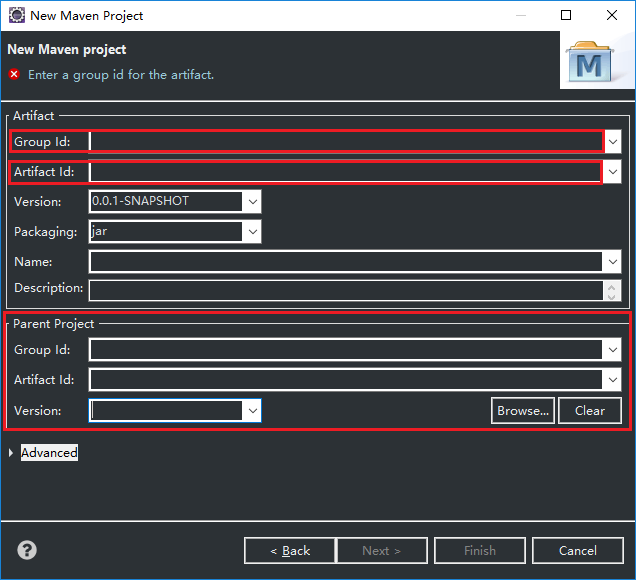 New Maven Project
New Maven project
Enter a group id for the artifact.
M
Artifact
Group Id:
Artifact Id:
Version: 0.0.1-SNAPSHOT
Packaging: jar
Name:
Description:
Parent Project
Group Id:
Artifact Id:
Version: Browse... Clear
Advanced
? < Back Next > Finish Cancel